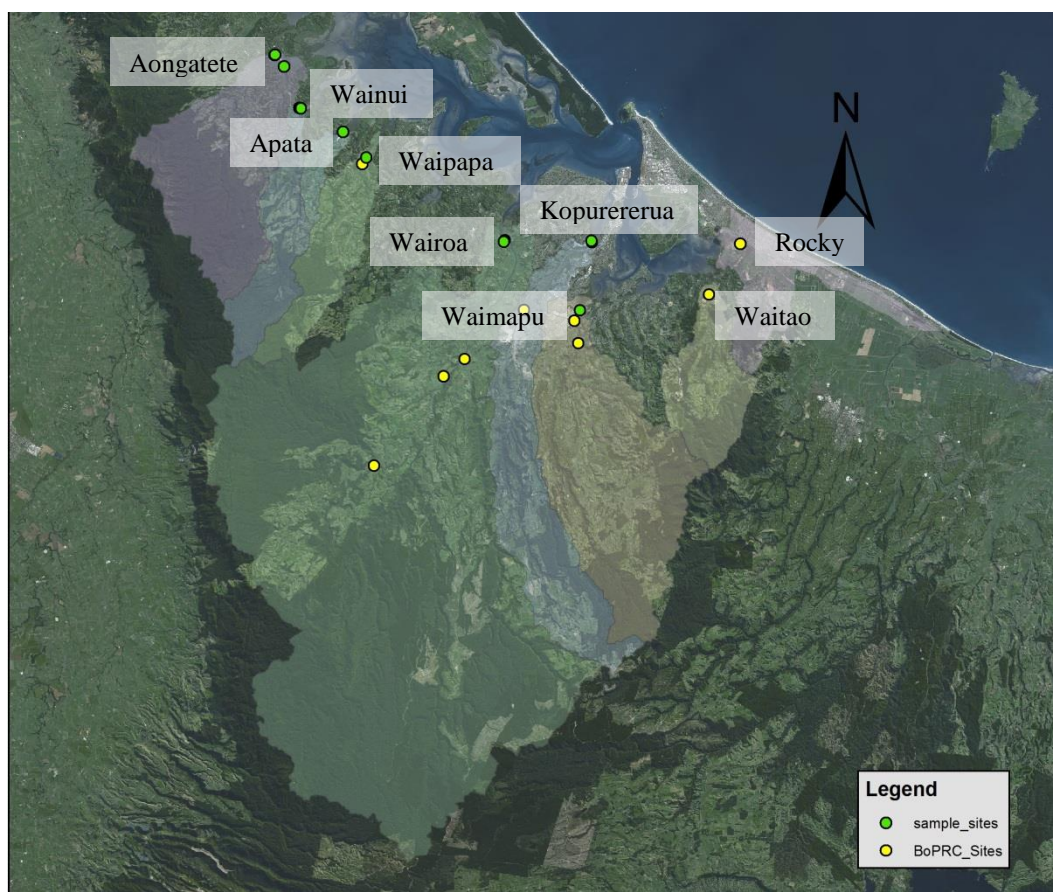 Aongatete
Wainui
Apata
Waipapa
Kopurererua
Wairoa
Rocky
Waimapu
Waitao
N
Legend
sample_sites
BoPRC_Sites